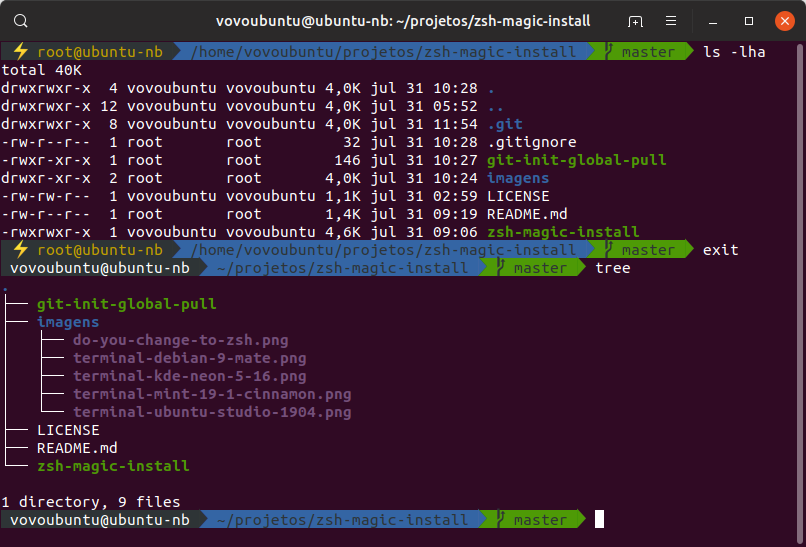 vovoubuntu@ubuntu-nb: ~/projetos/zsh-magic-install
⚡ root@ubuntu-nb /home/vovoubuntu/projetos/zsh-magic-install master ls -lha
total 40K
drwxrwxr-x  4 vovoubuntu vovoubuntu 4,0K jul 31 10:28 .
drwxrwxr-x 12 vovoubuntu vovoubuntu 4,0K jul 31 05:52 ..
drwxrwxr-x  8 vovoubuntu vovoubuntu 4,0K jul 31 11:54 .git
-rw-r--r--  1 root       root         32 jul 31 10:28 .gitignore
-rwxr-xr-x  1 root       root        146 jul 31 10:27 git-init-global-pull
drwxr-xr-x  2 root       root       4,0K jul 31 10:24 imagens
-rw-rw-r--  1 vovoubuntu vovoubuntu 1,1K jul 31 02:59 LICENSE
-rw-r--r--  1 root       root       1,4K jul 31 09:19 README.md
-rwxrwxr-x  1 vovoubuntu vovoubuntu 4,6K jul 31 09:06 zsh-magic-install
⚡ root@ubuntu-nb /home/vovoubuntu/projetos/zsh-magic-install master exit
vovoubuntu@ubuntu-nb ~/projetos/zsh-magic-install master tree
.
├── git-init-global-pull
├── imagens
│   ├── do-you-change-to-zsh.png
│   ├── terminal-debian-9-mate.png
│   ├── terminal-kde-neon-5-16.png
│   ├── terminal-mint-19-1-cinnamon.png
│   └── terminal-ubuntu-studio-1904.png
├── LICENSE
├── README.md
└── zsh-magic-install
1 directory, 9 files
vovoubuntu@ubuntu-nb ~/projetos/zsh-magic-install master